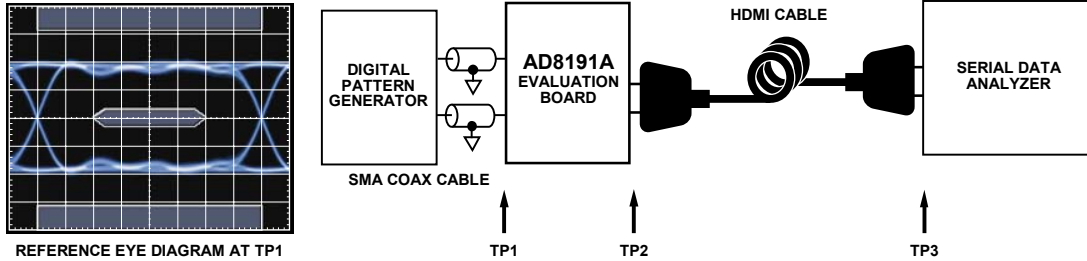 REFERENCE EYE DIAGRAM AT TP1
DIGITAL
PATTERN
GENERATOR
SMA COAX CABLE
AD8191A
EVALUATION
BOARD
HDMI CABLE
SERIAL DATA
ANALYZER
TP1
TP2
TP3